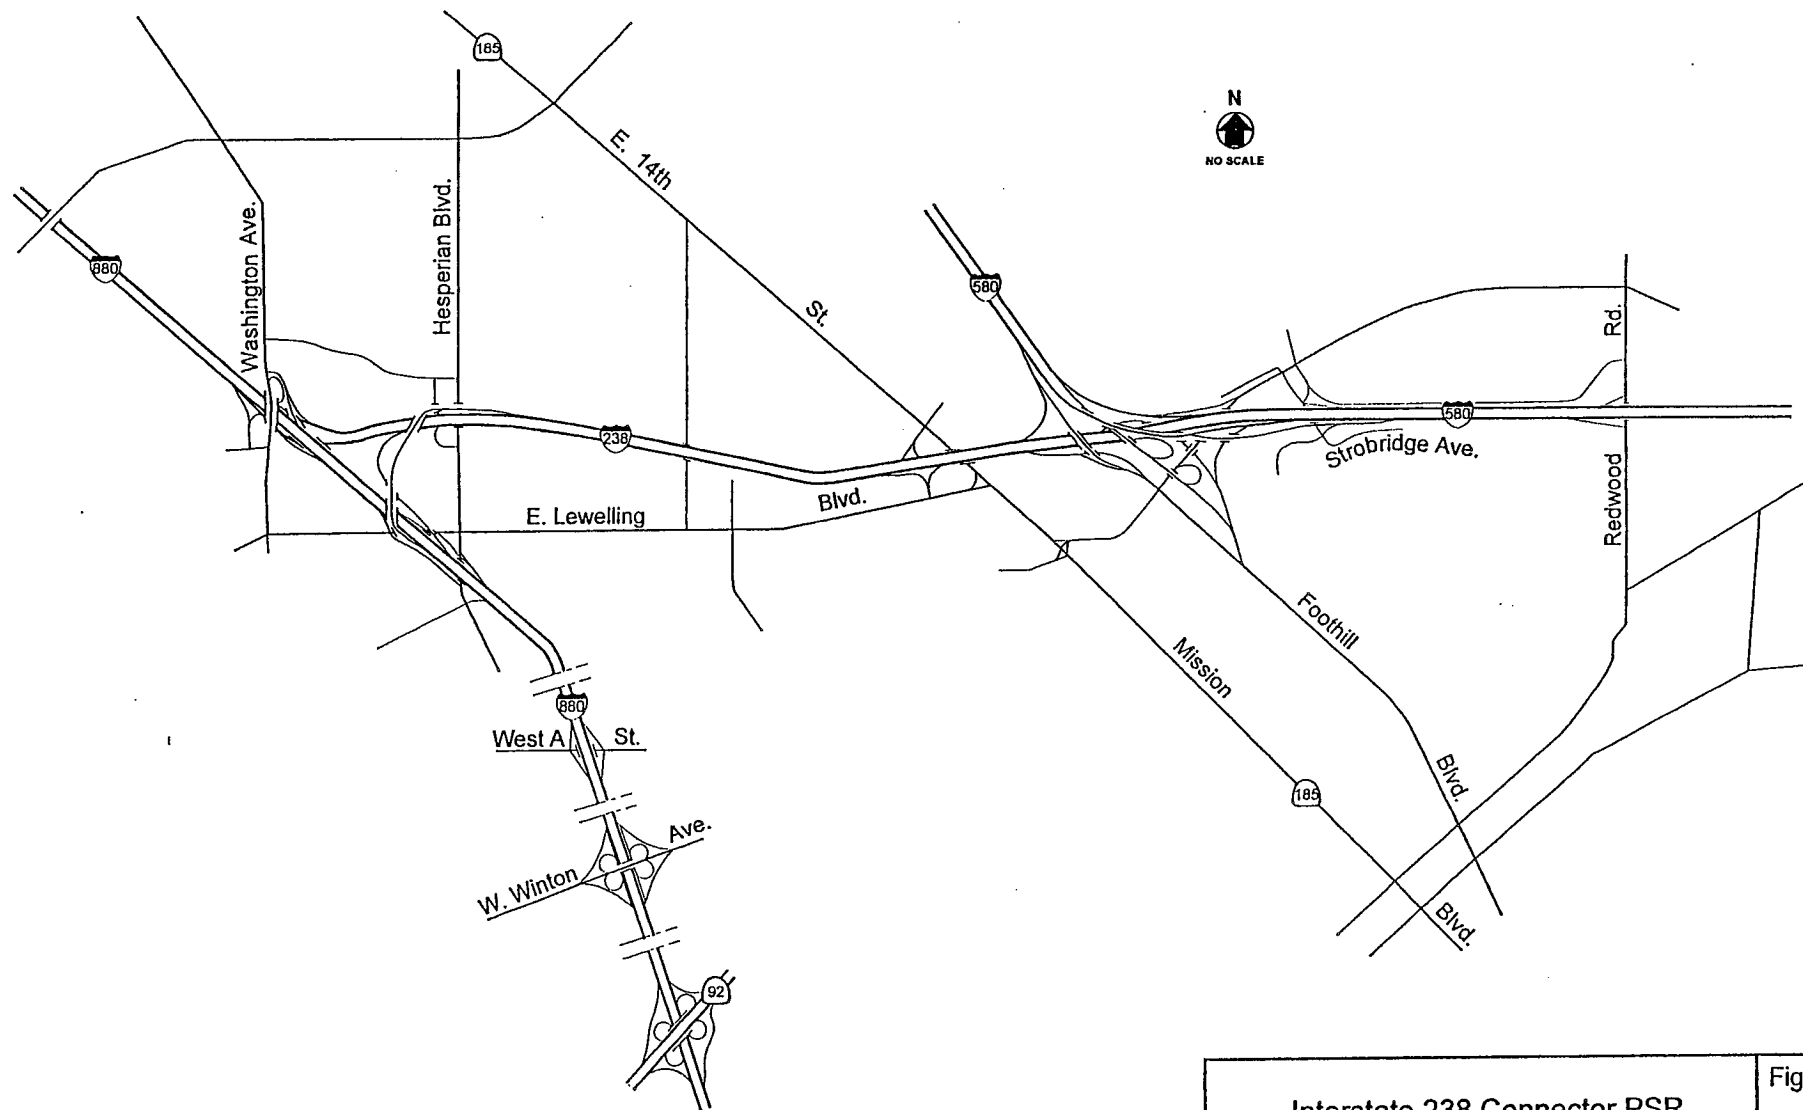 185
N
NO SCALE
E. 14th
St.
Washington Ave.
Hesperian Blvd.
880
580
Rd.
580
238
Strobridge Ave.
Blvd.
E. Lewelling
Redwood
Foothill
Mission
880
West A St.
Blvd.
185
W. Winton Ave.
Blvd.
92
Fig
Interstate 238 Connector PSR